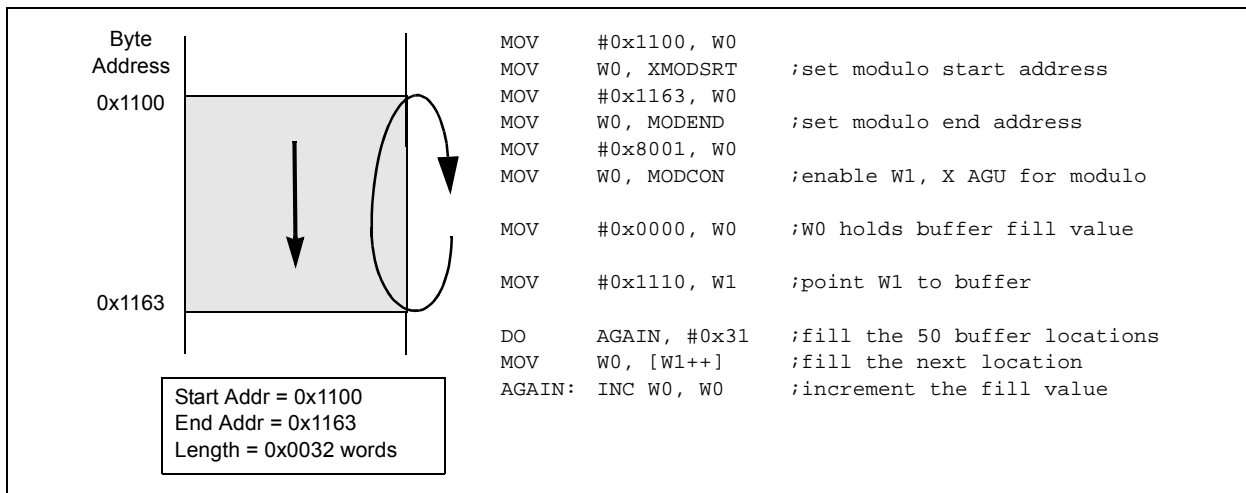 Byte
Address
0x1100
0x1163
Start Addr = 0x1100
End Addr = 0x1163
Length = 0x0032 words
MOV #0x1100, W0
MOV W0, XMODSRT ;set modulo start address
MOV #0x1163, W0
MOV W0, MODEND ;set modulo end address
MOV #0x8001, W0
MOV W0, MODCON ;enable W1, X AGU for modulo
MOV #0x0000, W0 ;W0 holds buffer fill value
MOV #0x1110, W1 ;point W1 to buffer
DO AGAIN, #0x31 ;fill the 50 buffer locations
MOV W0, [W1++] ;fill the next location
AGAIN: INC W0, W0 ;increment the fill value